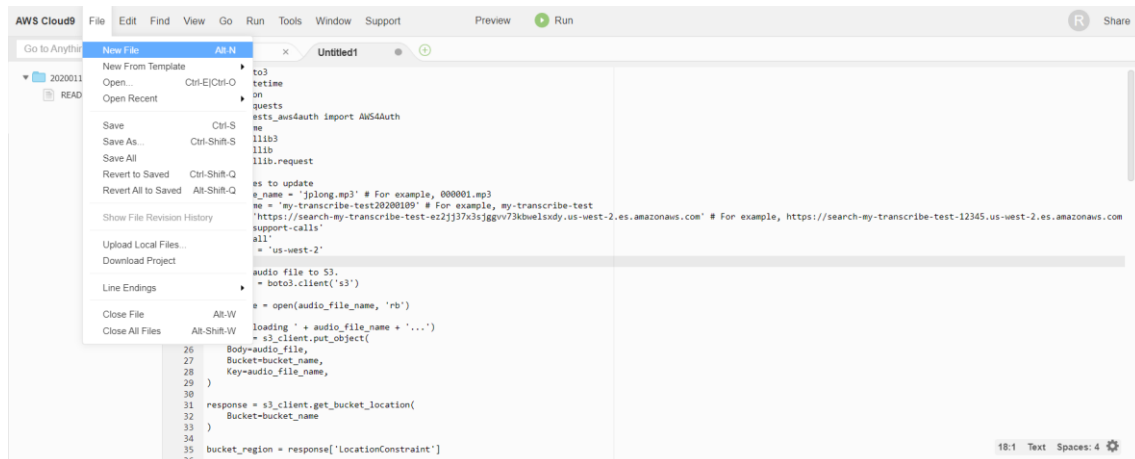 AWS Cloud9 File Edit Find View Go Run Tools Window Support Preview Run R Share
Go to Anythin
Untitled1
New File Alt-N
New From Template
Open... Ctrl-E|Ctrl-O
Open Recent
Save Ctrl-S
Save As... Ctrl-Shift-S
Save All
Revert to Saved Ctrl-Shift-Q
Revert All to Saved Alt-Shift-Q
Show File Revision History
Upload Local Files...
Download Project
Line Endings
Close File Alt-W
Close All Files Alt-Shift-W
2020011
READ
to3
tetime
on
quests
ests_aws4auth import AWS4Auth
me
llib3
llib
llib.request
es to update
e_name = 'jplong.mp3' # For example, 000001.mp3
me = 'my-transcribe-test20200109' # For example, my-transcribe-test
'https://search-my-transcribe-test-ez2jj37x3sjggvv73kbwelsxdy.us-west-2.es.amazonaws.com' # For example, https://search-my-transcribe-test-12345.us-west-2.es.amazonaws.com
support-calls'
all'
= 'us-west-2'
audio file to S3.
= boto3.client('s3')
e = open(audio_file_name, 'rb')
loading ' + audio_file_name + '...')
= s3_client.put_object(
26 Body=audio_file,
27 Bucket=bucket_name,
28 Key=audio_file_name,
29 )
30
31 response = s3_client.get_bucket_location(
32 Bucket=bucket_name
33 )
34
35 bucket_region = response['LocationConstraint']
18:1 Text Spaces: 4